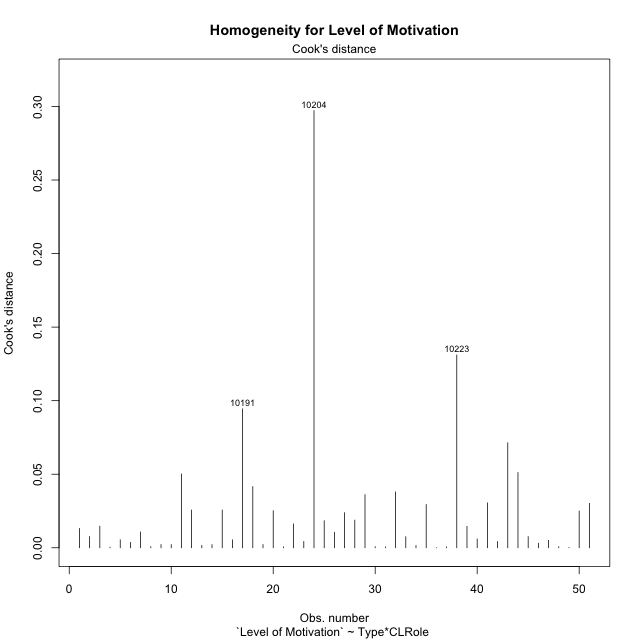 Homogeneity for Level of Motivation
Cook's distance
10204
10223
10191
Cook's distance
0.30
0.25
0.20
0.15
0.10
0.05
0.00
0 10 20 30 40 50
Obs. number
`Level of Motivation` ~ Type*CLRole